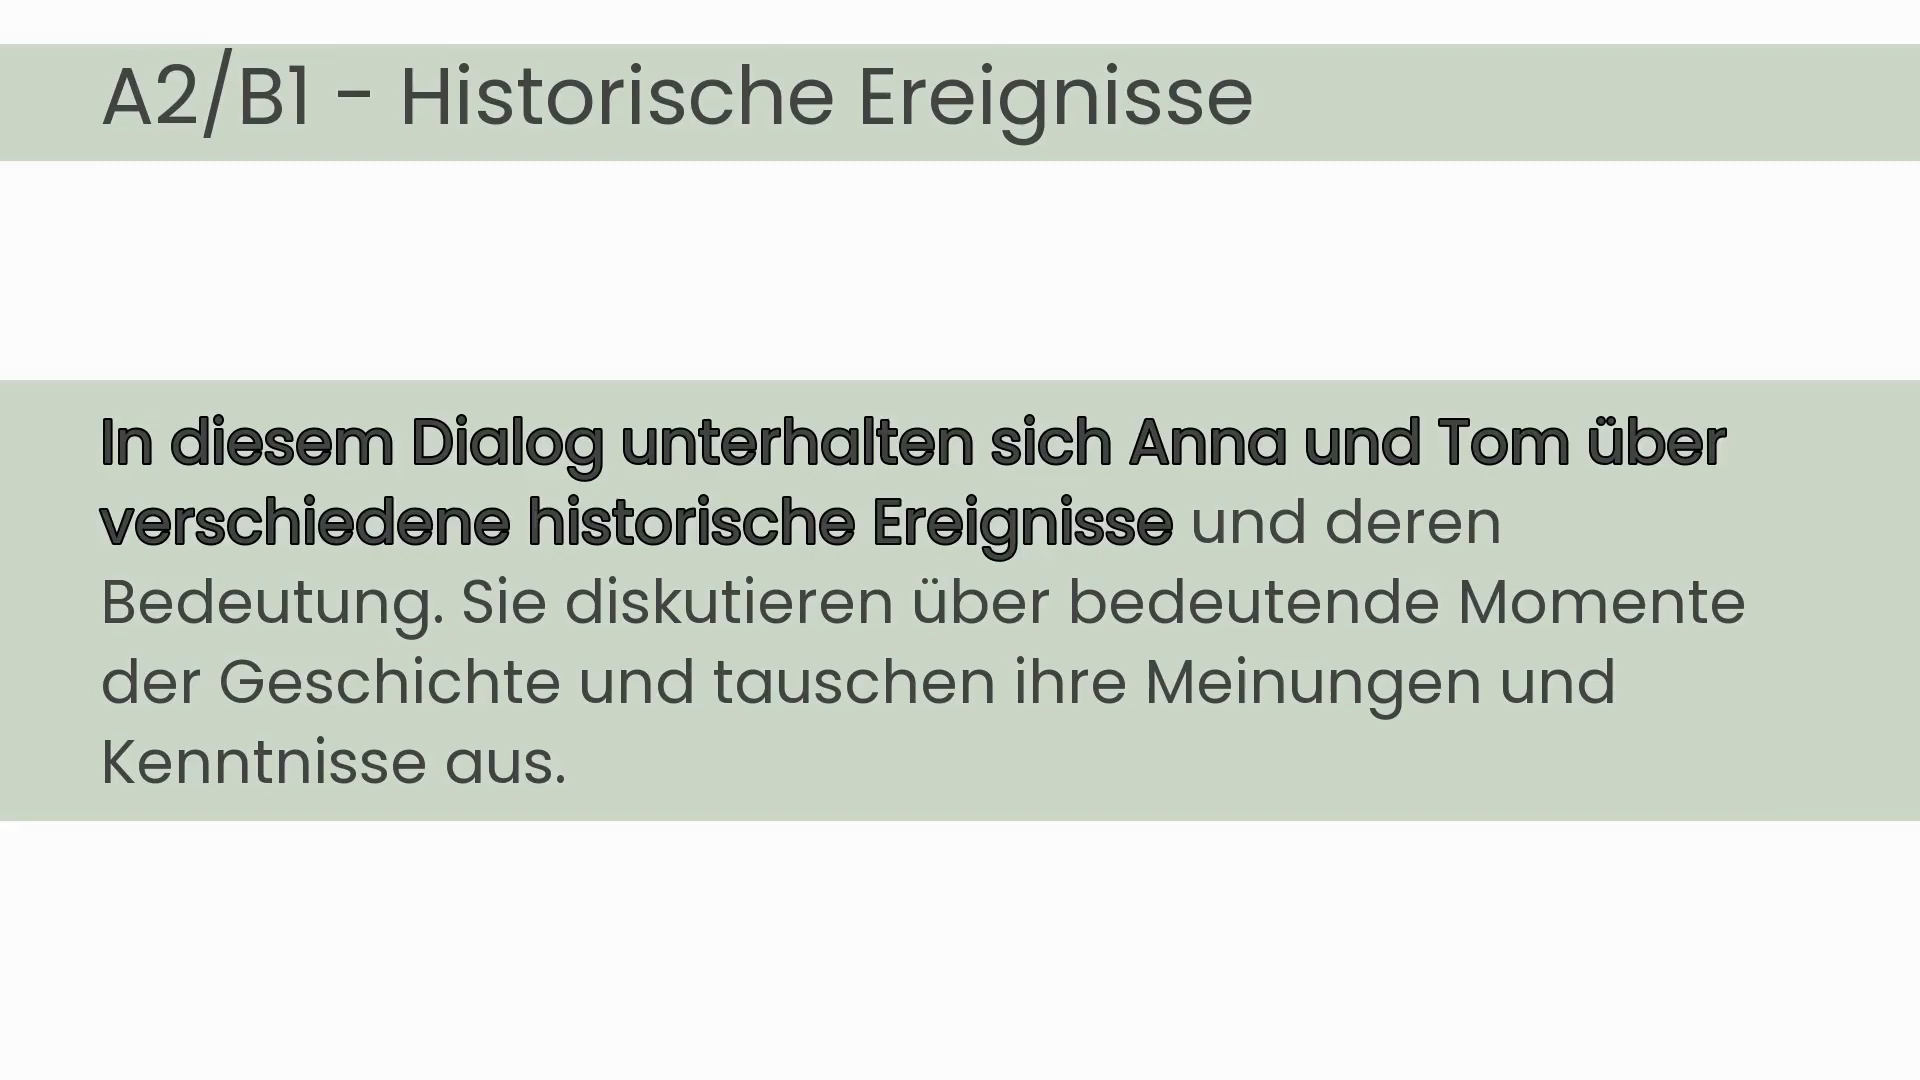 A2/B1 - Historische Ereignisse
In diesem Dialog unterhalten sich Anna und Tom über
verschiedene historische Ereignisse und deren
Bedeutung. Sie diskutieren über bedeutende Momente
der Geschichte und tauschen ihre Meinungen und
Kenntnisse aus.